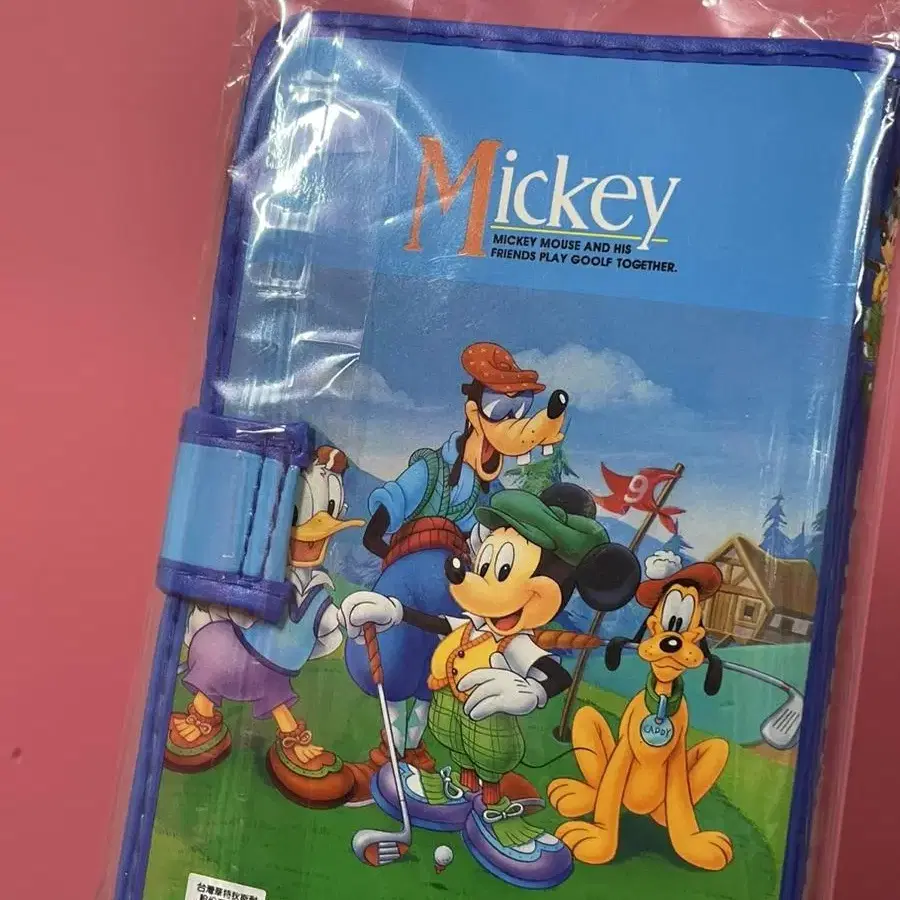 Mickey
MICKEY MOUSE AND HIS
FRIENDS PLAY GOOLF TOGETHER.
9
CADDY